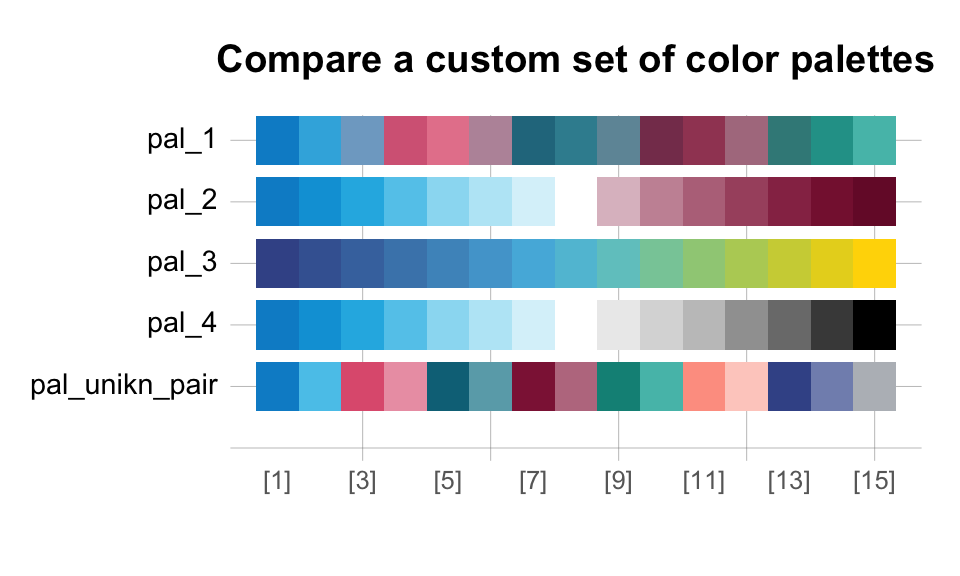 Compare a custom set of color palettes
pal_1
pal_2
pal_3
pal_4
pal_unikn_pair
[1] [3] [5] [7] [9] [11] [13] [15]